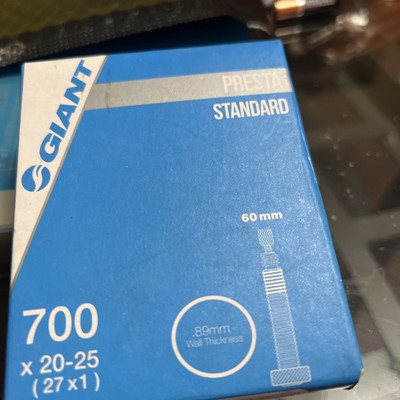 GIANT
PRESTA
STANDARD
60 mm
.89mm
Wall Thickness
700
x 20-25
(27 x 1)